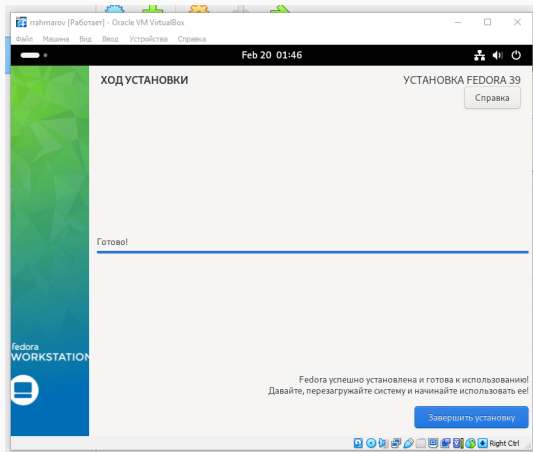 rrahmarov [Работает] - Oracle VM VirtualBox
Файл Машина Вид Ввод Устройства Справка
Feb 20 01:46
ХОД УСТАНОВКИ
УСТАНОВКА FEDORA 39
Справка
Готово!
fedora
WORKSTATION
Fedora успешно установлена и готова к использованию!
Давайте, перезагружайте систему и начинайте использовать ее!
Завершить установку
Right Ctrl